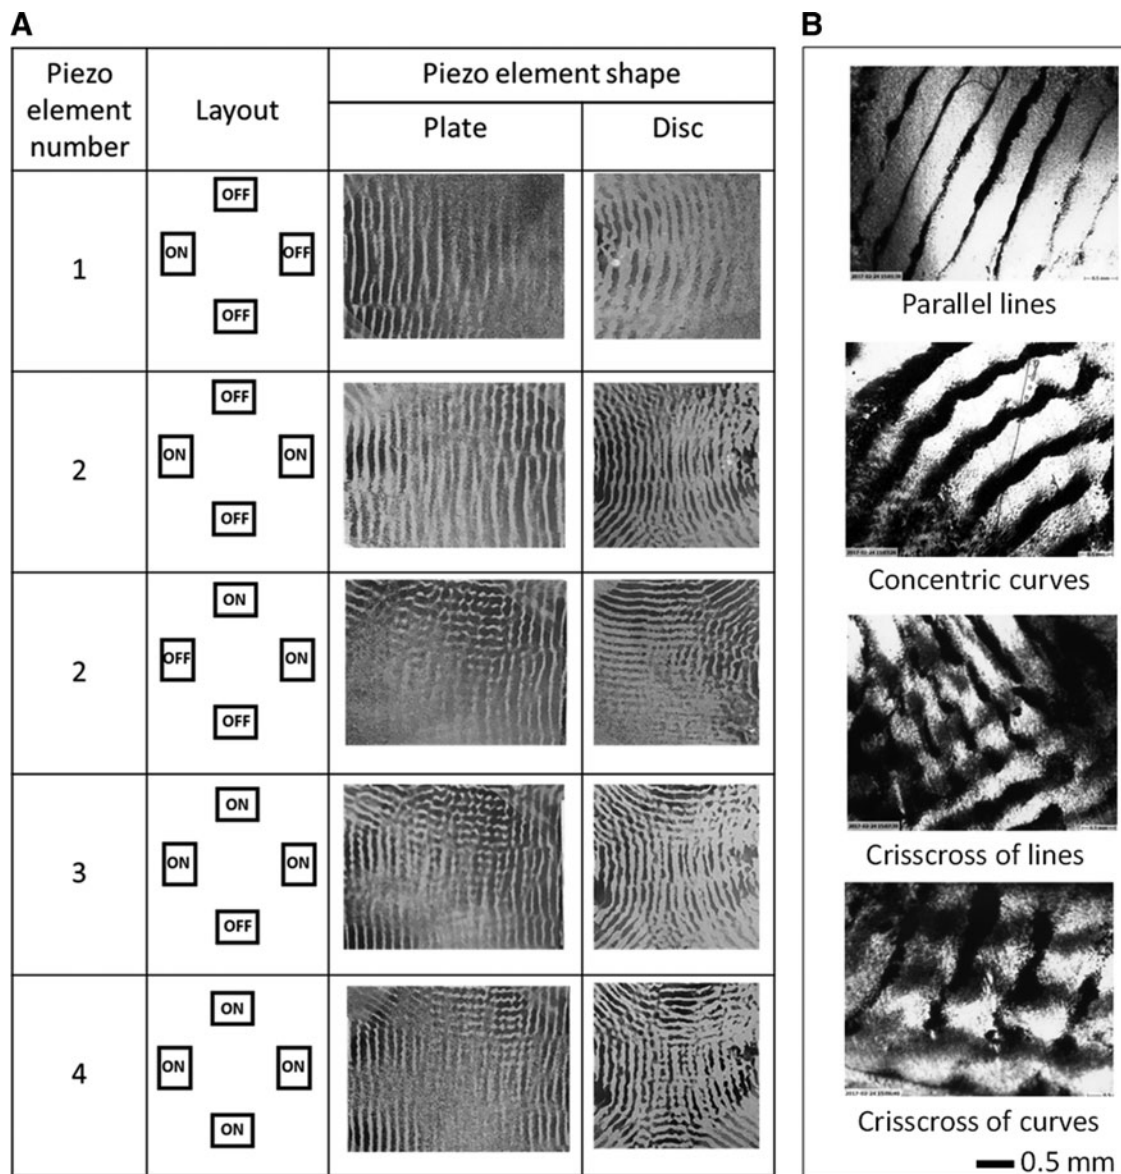 A
B
Piezo
element
number
Layout
Piezo element shape
Plate
Disc
1
OFF
ON
OFF
OFF
2
OFF
ON
ON
OFF
2
ON
OFF
ON
OFF
3
ON
ON
ON
OFF
4
ON
ON
ON
ON
Parallel lines
Concentric curves
Crisscross of lines
Crisscross of curves
0.5 mm